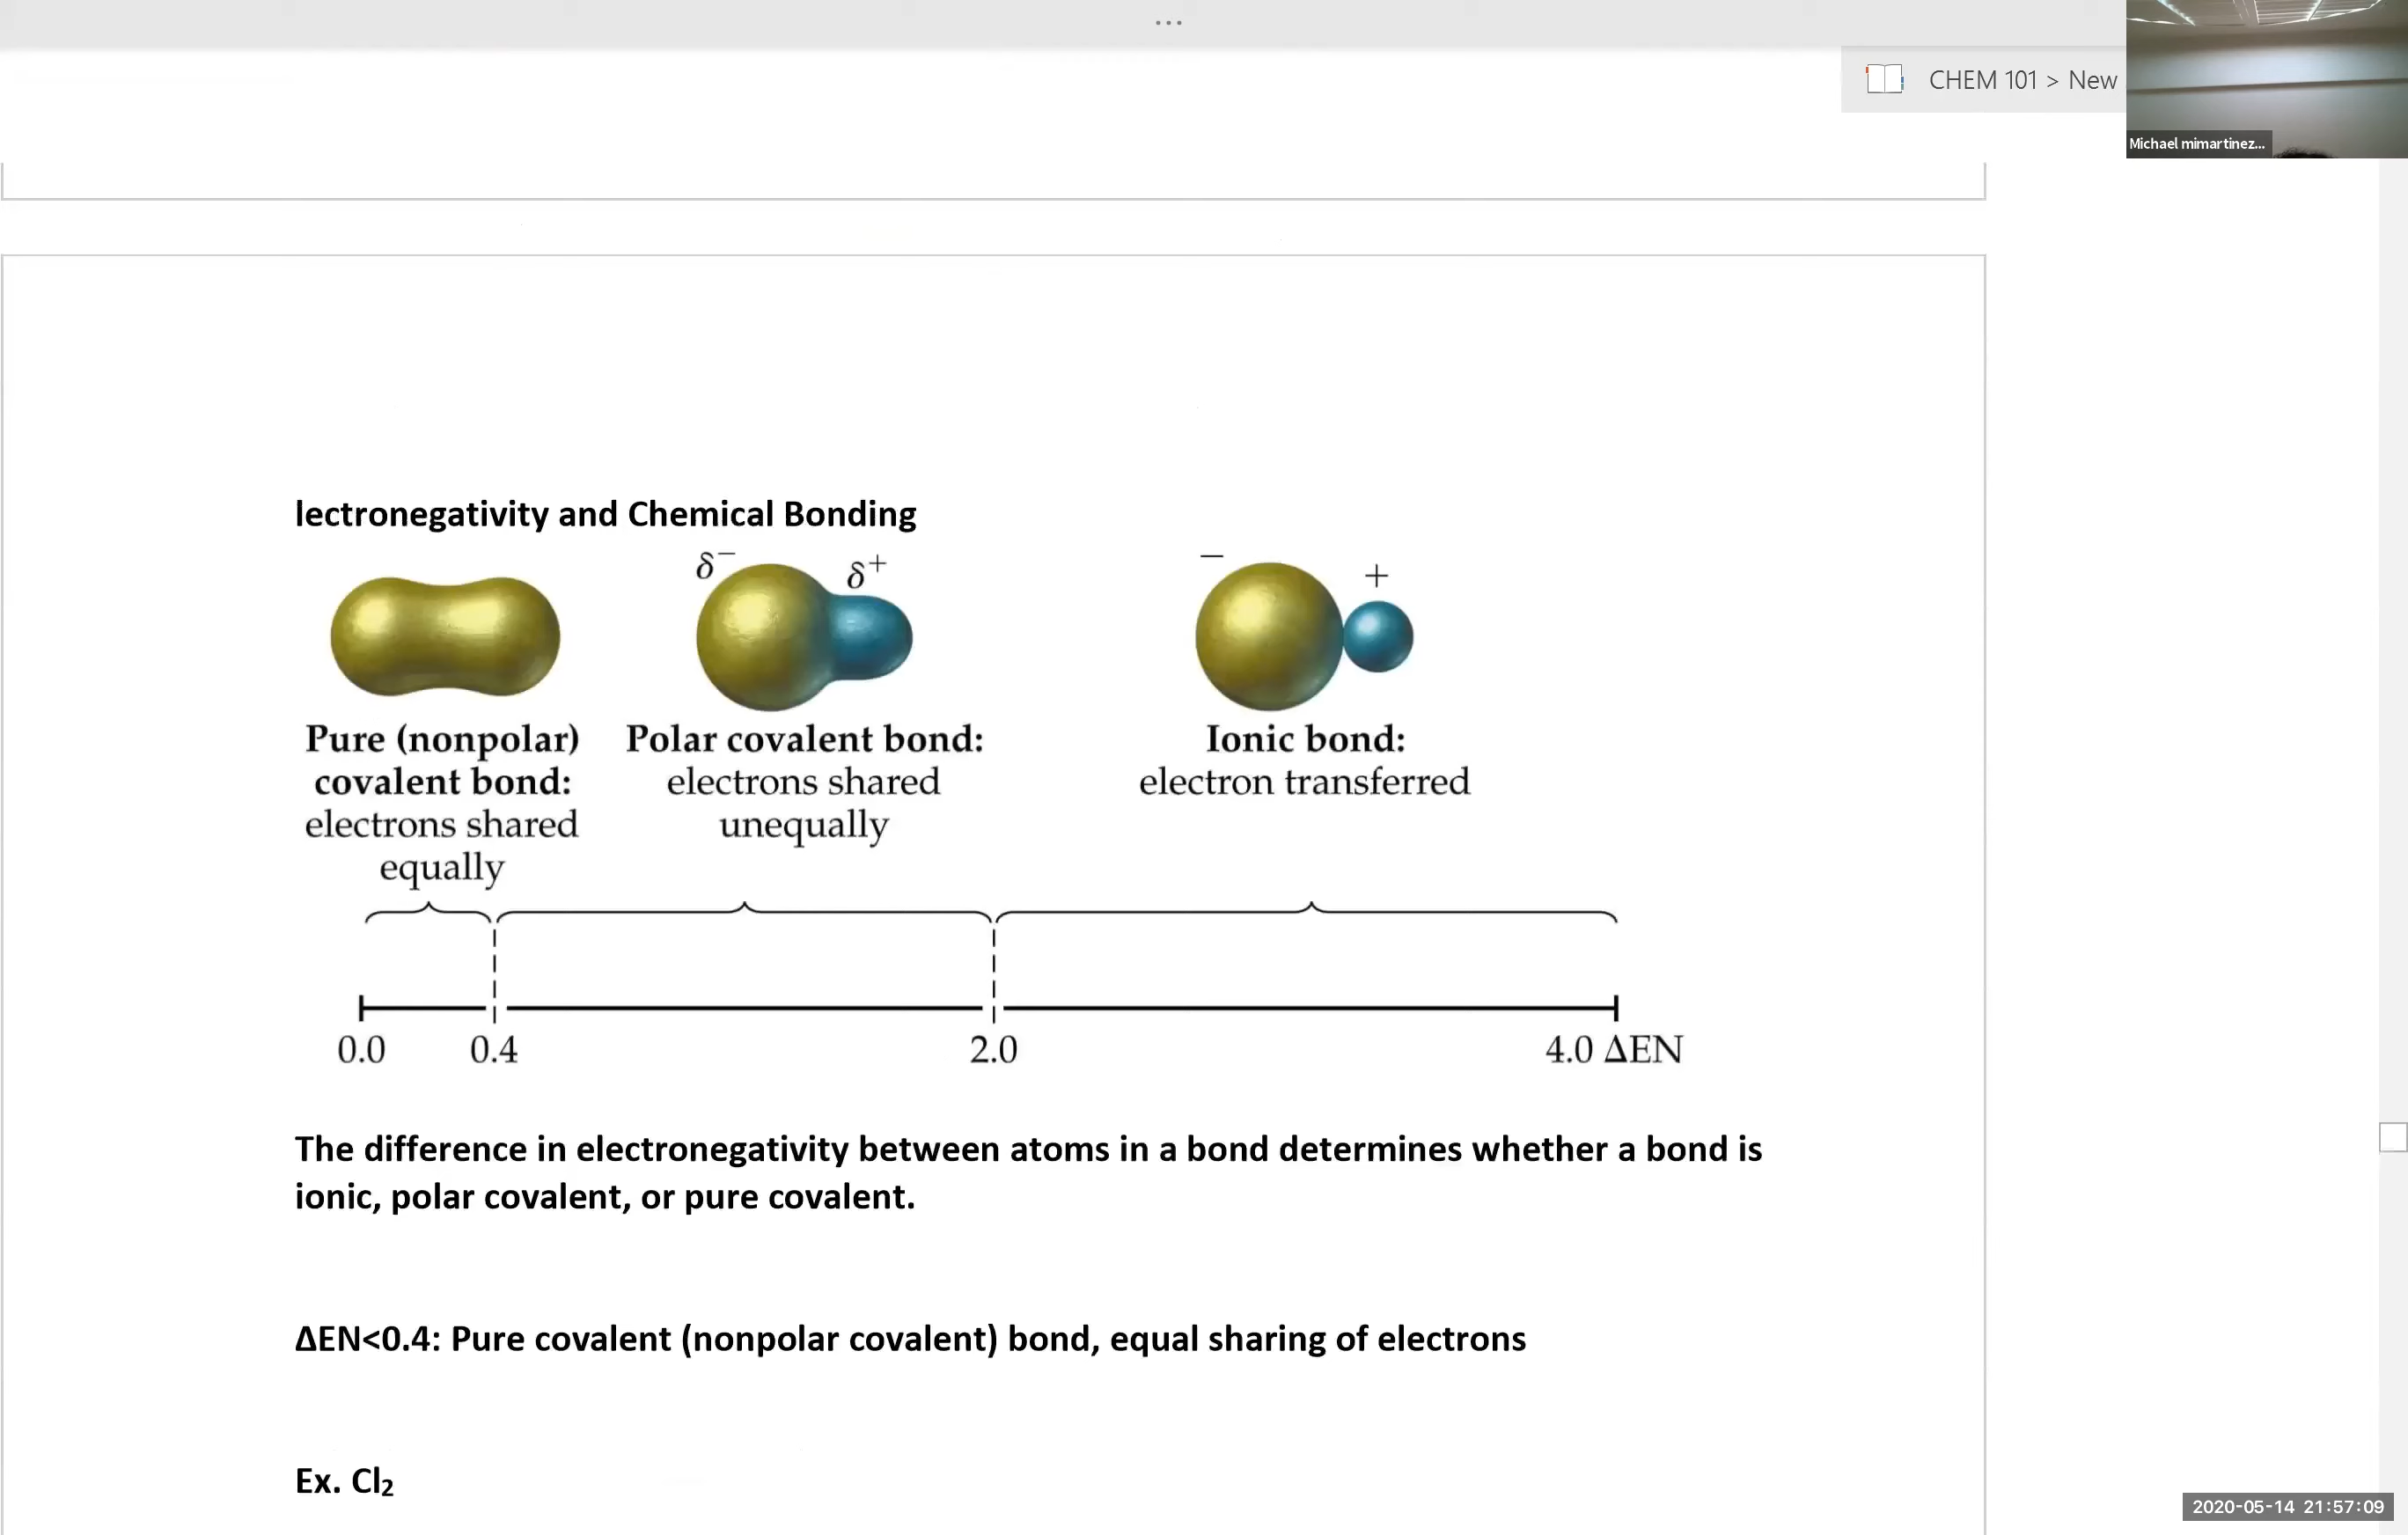 ...
CHEM 101 > New
Michael mimartinez...
lectronegativity and Chemical Bonding
δ⁻ δ⁺ − +
Pure (nonpolar)
covalent bond:
electrons shared
equally
Polar covalent bond:
electrons shared
unequally
Ionic bond:
electron transferred
0.0 0.4 2.0 4.0 ΔEN
The difference in electronegativity between atoms in a bond determines whether a bond is
ionic, polar covalent, or pure covalent.
ΔEN<0.4: Pure covalent (nonpolar covalent) bond, equal sharing of electrons
Ex. Cl₂
2020-05-14 21:57:09